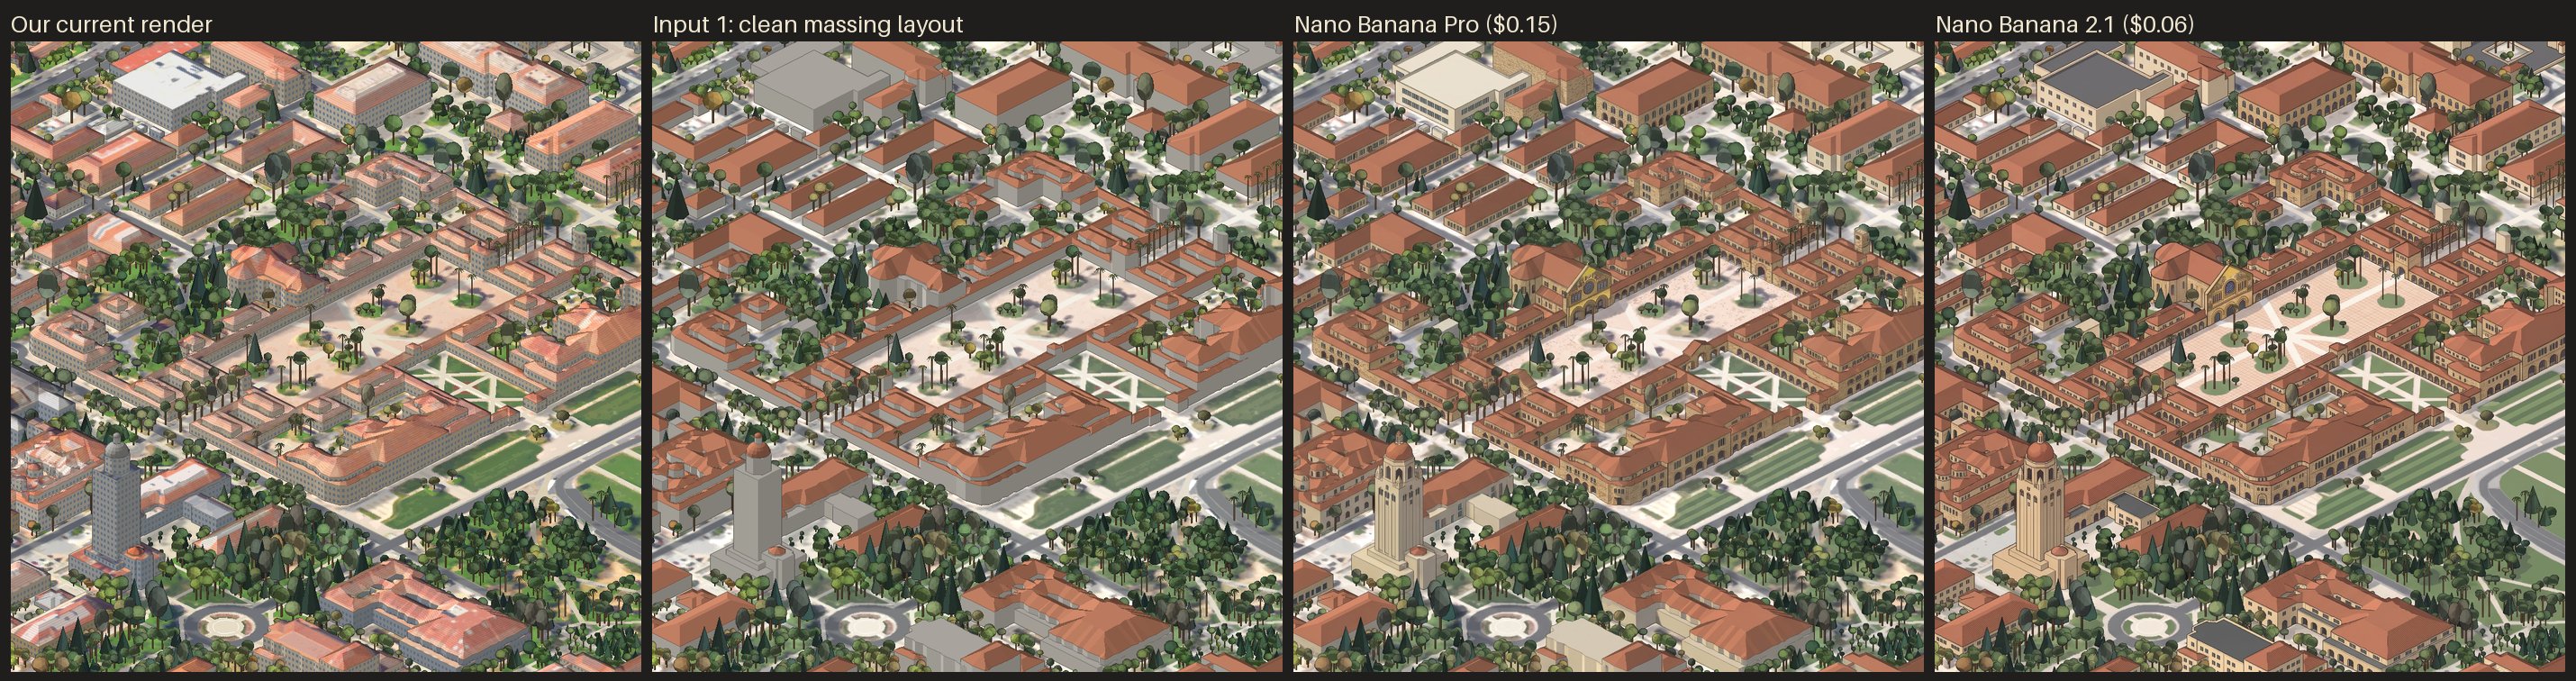 Our current render
Input 1: clean massing layout
Nano Banana Pro ($0.15)
Nano Banana 2.1 ($0.06)